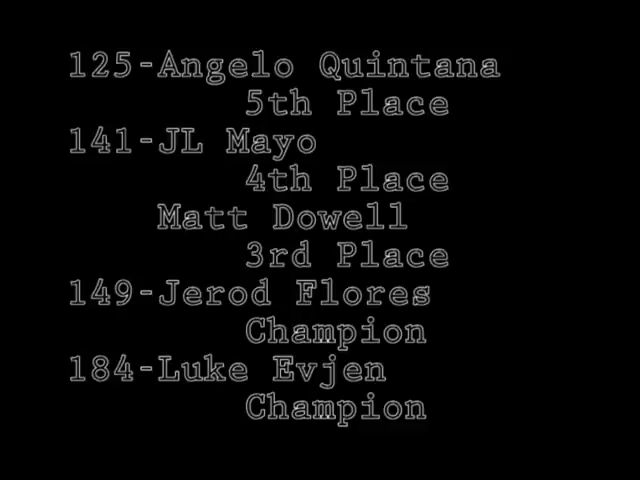 125-Angelo Quintana
5th Place
141-JL Mayo
4th Place
Matt Dowell
3rd Place
149-Jerod Flores
Champion
184-Luke Evjen
Champion